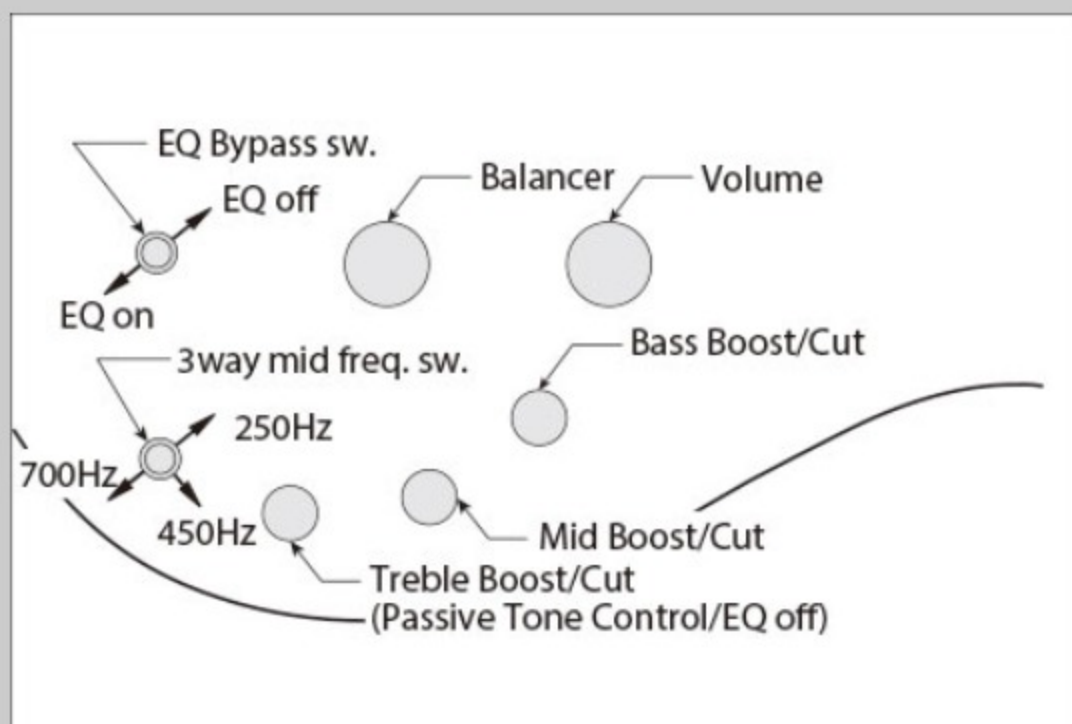 EQ Bypass sw.
EQ off
Balancer
Volume
EQ on
3way mid freq. sw.
Bass Boost/Cut
250Hz
700Hz
450Hz
Mid Boost/Cut
Treble Boost/Cut
(Passive Tone Control/EQ off)